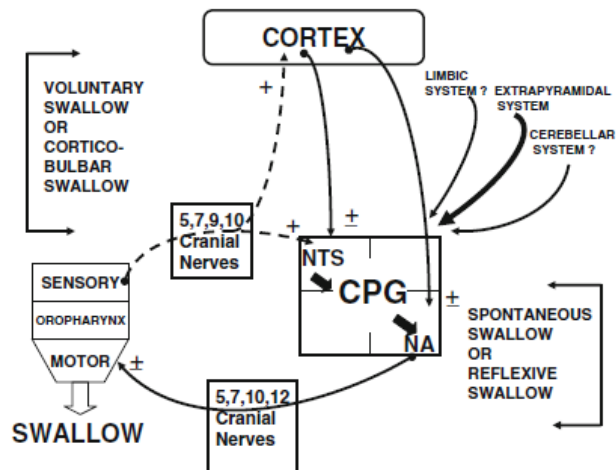 CORTEX
VOLUNTARY
SWALLOW
OR
CORTICO-
BULBAR
SWALLOW
+
LIMBIC
SYSTEM ?
EXTRAPYRAMIDAL
SYSTEM
CEREBELLAR
SYSTEM ?
5,7,9,10
Cranial
Nerves
+
±
NTS
CPG
NA
±
SENSORY
OROPHARYNX
MOTOR
±
SWALLOW
SPONTANEOUS
SWALLOW
OR
REFLEXIVE
SWALLOW
5,7,10,12
Cranial
Nerves